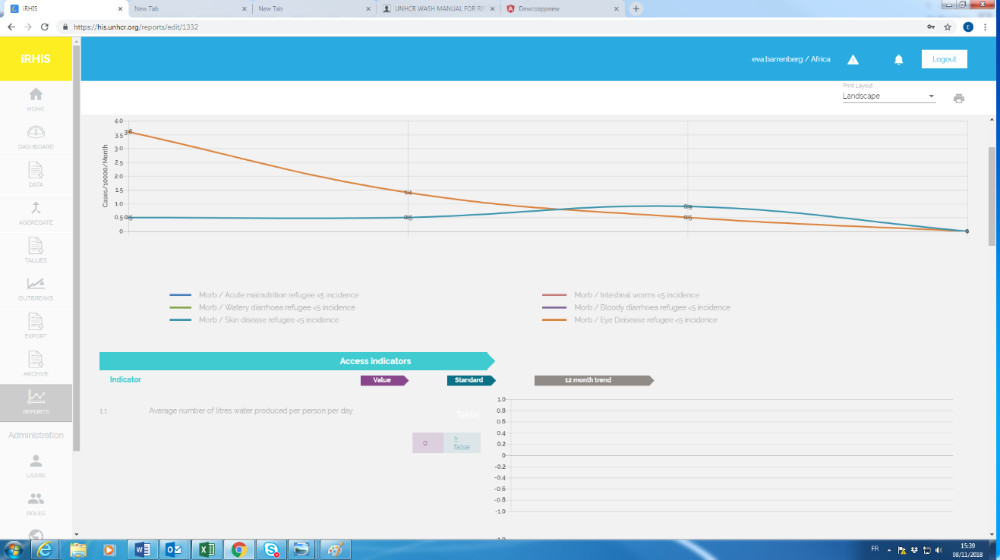 iRHIS
New Tab
New Tab
UNHCR WASH MANUAL FOR RE
Dewcoappnew
https://his.unhcr.org/reports/edit/1332
E
iRHIS
eva.barrenberg / Africa
Logout
Print Layout
Landscape
HOME
DASHBOARD
DATA
AGGREGATE
TALLIES
OUTBREAKS
EXPORT
ARCHIVE
REPORTS
Administration
USERS
ROLES
Cases/10000/Month
4.0
3.5
3.0
2.5
2.0
1.5
1.0
0.5
0
3.6
1.4
0.9
0.5
0.5
0.5
0
Morb / Acute malnutrition refugee <5 incidence
Morb / Intestinal worms <5 incidence
Morb / Watery diarrhoea refugee <5 incidence
Morb / Bloody diarrhoea refugee <5 incidence
Morb / Skin disease refugee <5 incidence
Morb / Eye Deisease refugee <5 incidence
Access indicators
Indicator
Value
Standard
12 month trend
1.1
Average number of litres water produced per person per day
false
0
≥
false
1.0
0.8
0.6
0.4
0.2
0
-0.2
-0.4
-0.6
-0.8
-1.0
FR
15:39
08/11/2018